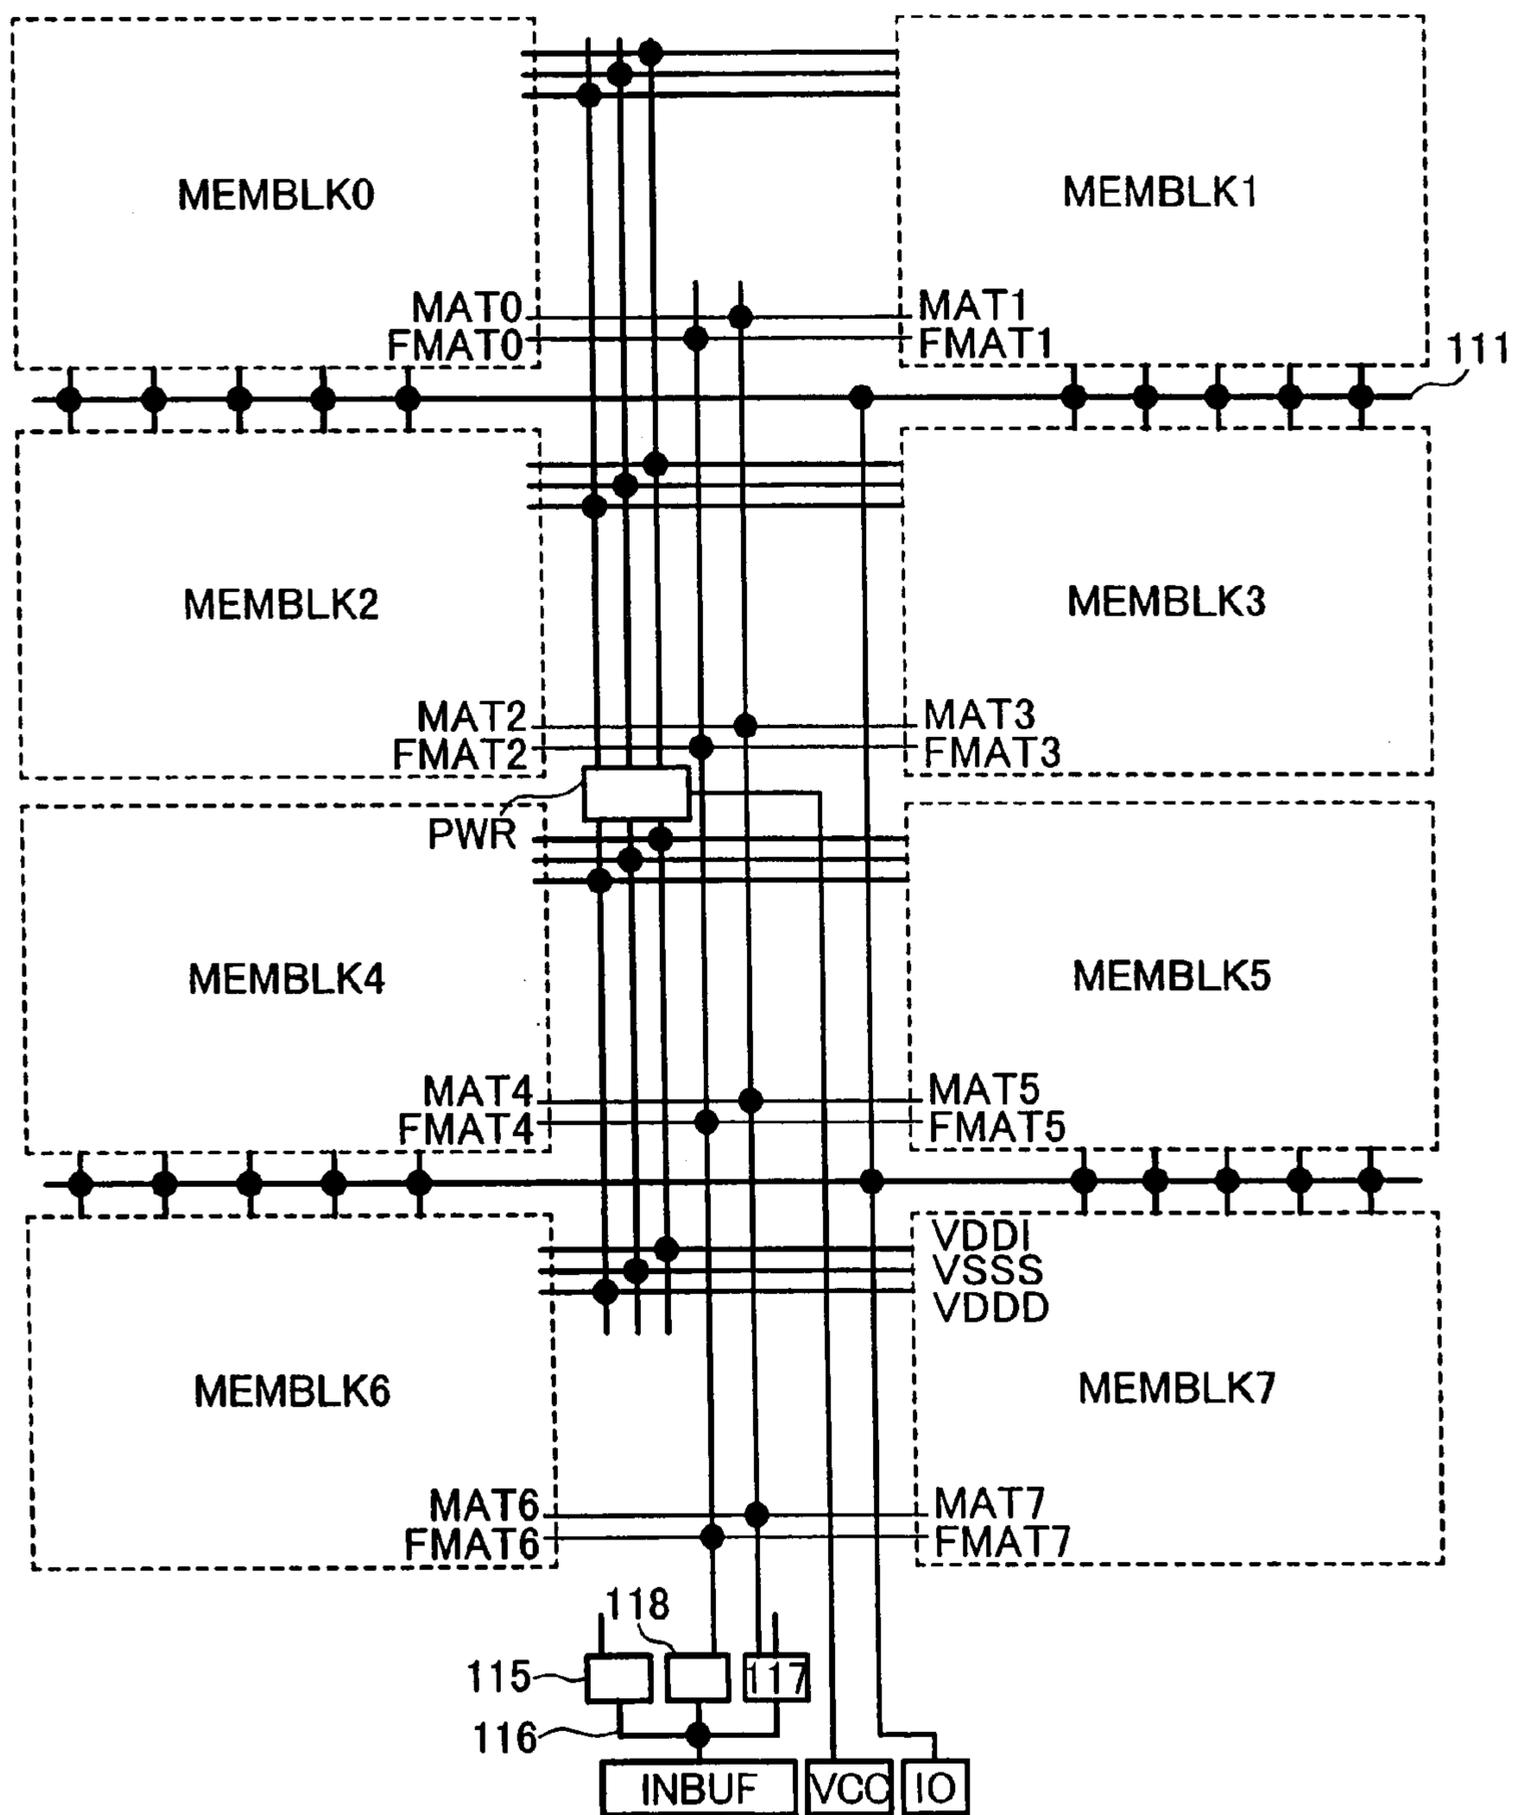 MEMBLK0
MEMBLK1
MAT0
MAT1
FMAT0
FMAT1
111
MEMBLK2
MEMBLK3
MAT2
MAT3
FMAT2
FMAT3
PWR
MEMBLK4
MEMBLK5
MAT4
MAT5
FMAT4
FMAT5
VDDI
VSSS
VDDD
MEMBLK6
MEMBLK7
MAT6
MAT7
FMAT6
FMAT7
118
115
117
116
INBUF
VCC
IO